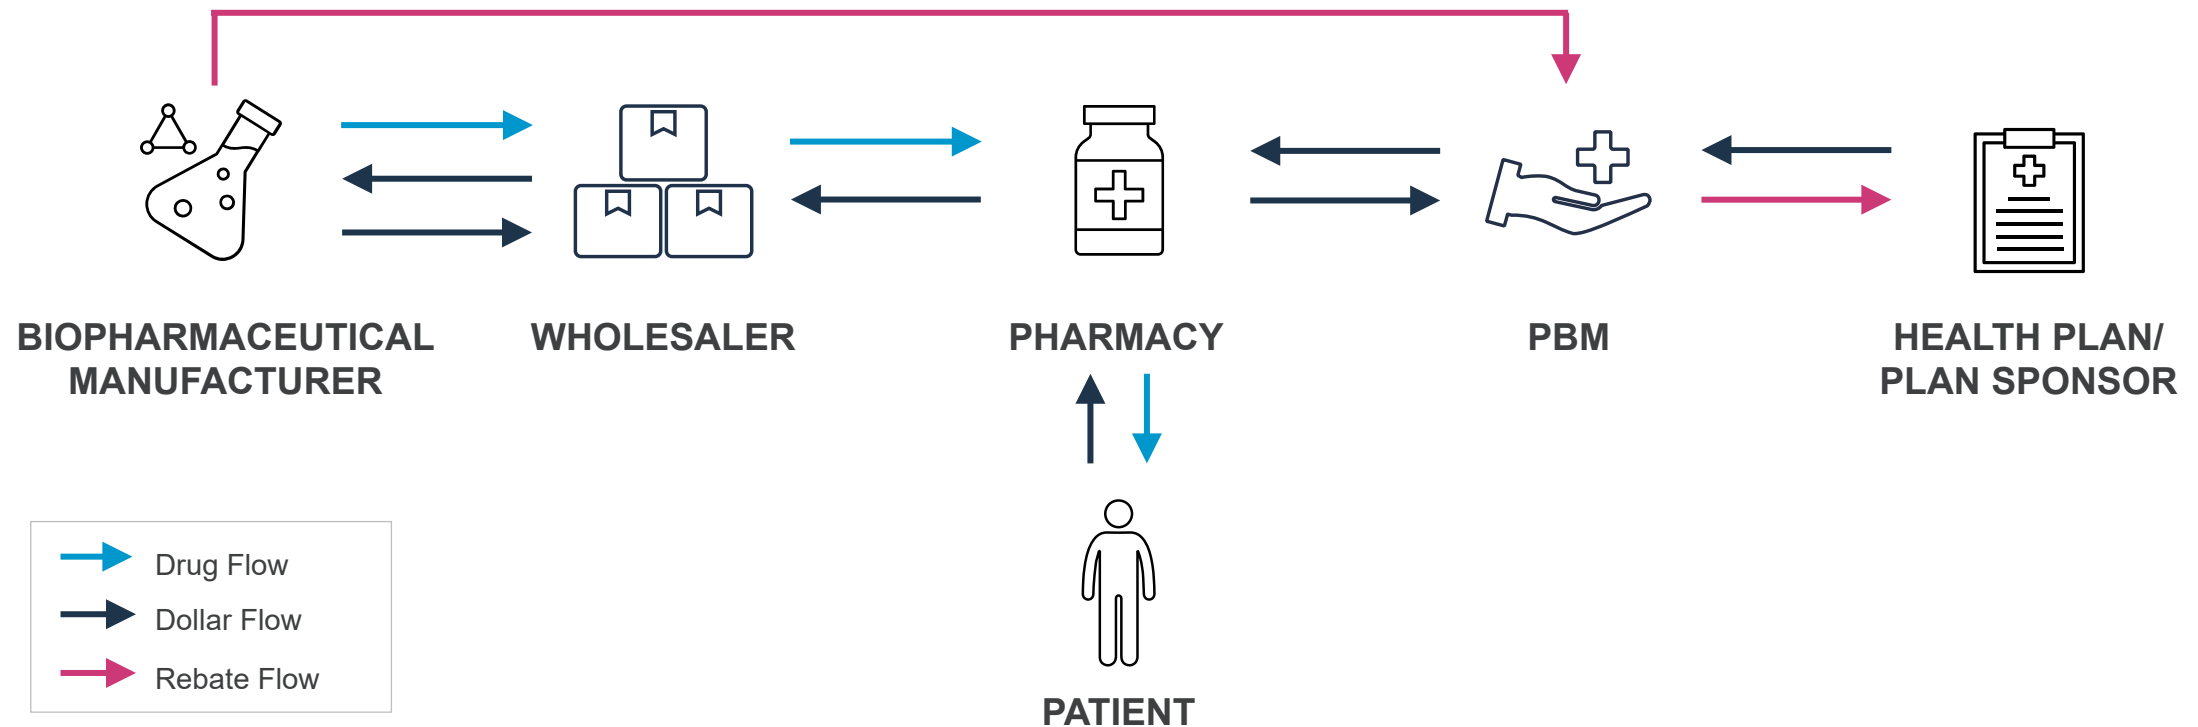 BIOPHARMACEUTICAL
MANUFACTURER
WHOLESALER
PHARMACY
PBM
HEALTH PLAN/
PLAN SPONSOR
Drug Flow
Dollar Flow
Rebate Flow
PATIENT